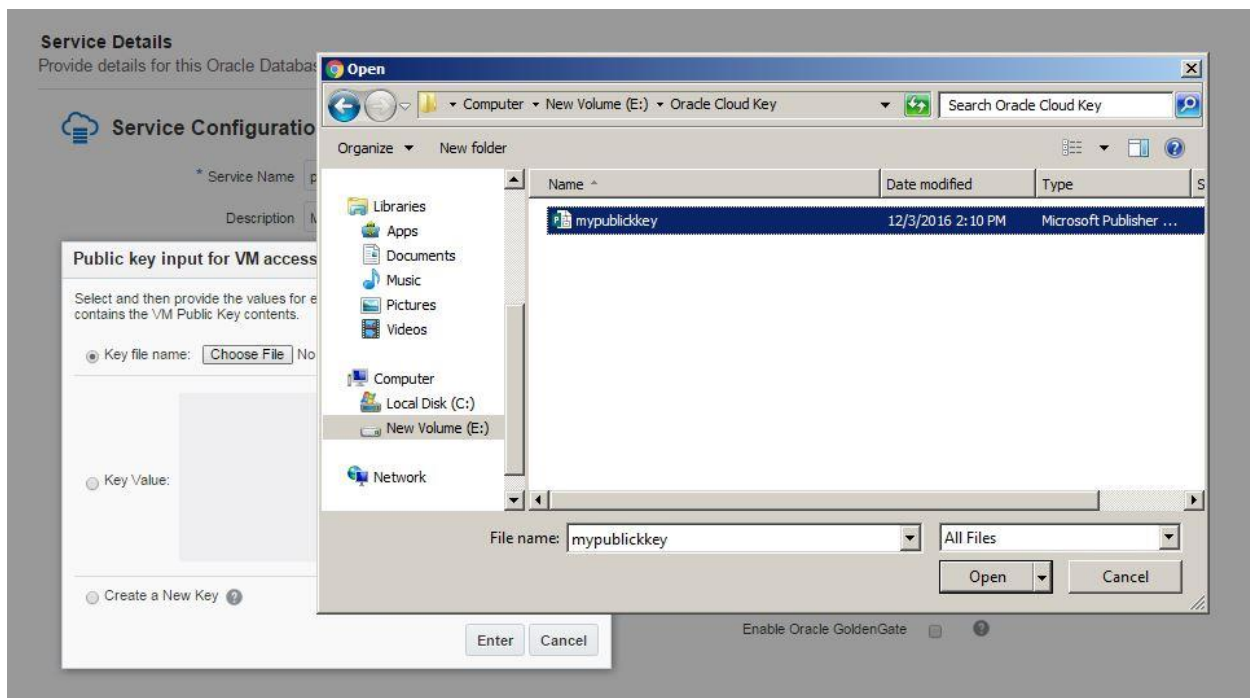 Service Details
Provide details for this Oracle Databas
Service Configuratio
* Service Name p
Description M
Public key input for VM access
Select and then provide the values for e
contains the VM Public Key contents.
Key file name: Choose File No
Key Value:
Create a New Key ?
Enter Cancel
Open
Computer New Volume (E:) Oracle Cloud Key Search Oracle Cloud Key
Organize New folder ?
Name Date modified Type S
Libraries
mypublickkey 12/3/2016 2:10 PM Microsoft Publisher ...
Apps
Documents
Music
Pictures
Videos
Computer
Local Disk (C:)
New Volume (E:)
Network
File name: mypublickkey All Files
Open Cancel
Enable Oracle GoldenGate ?